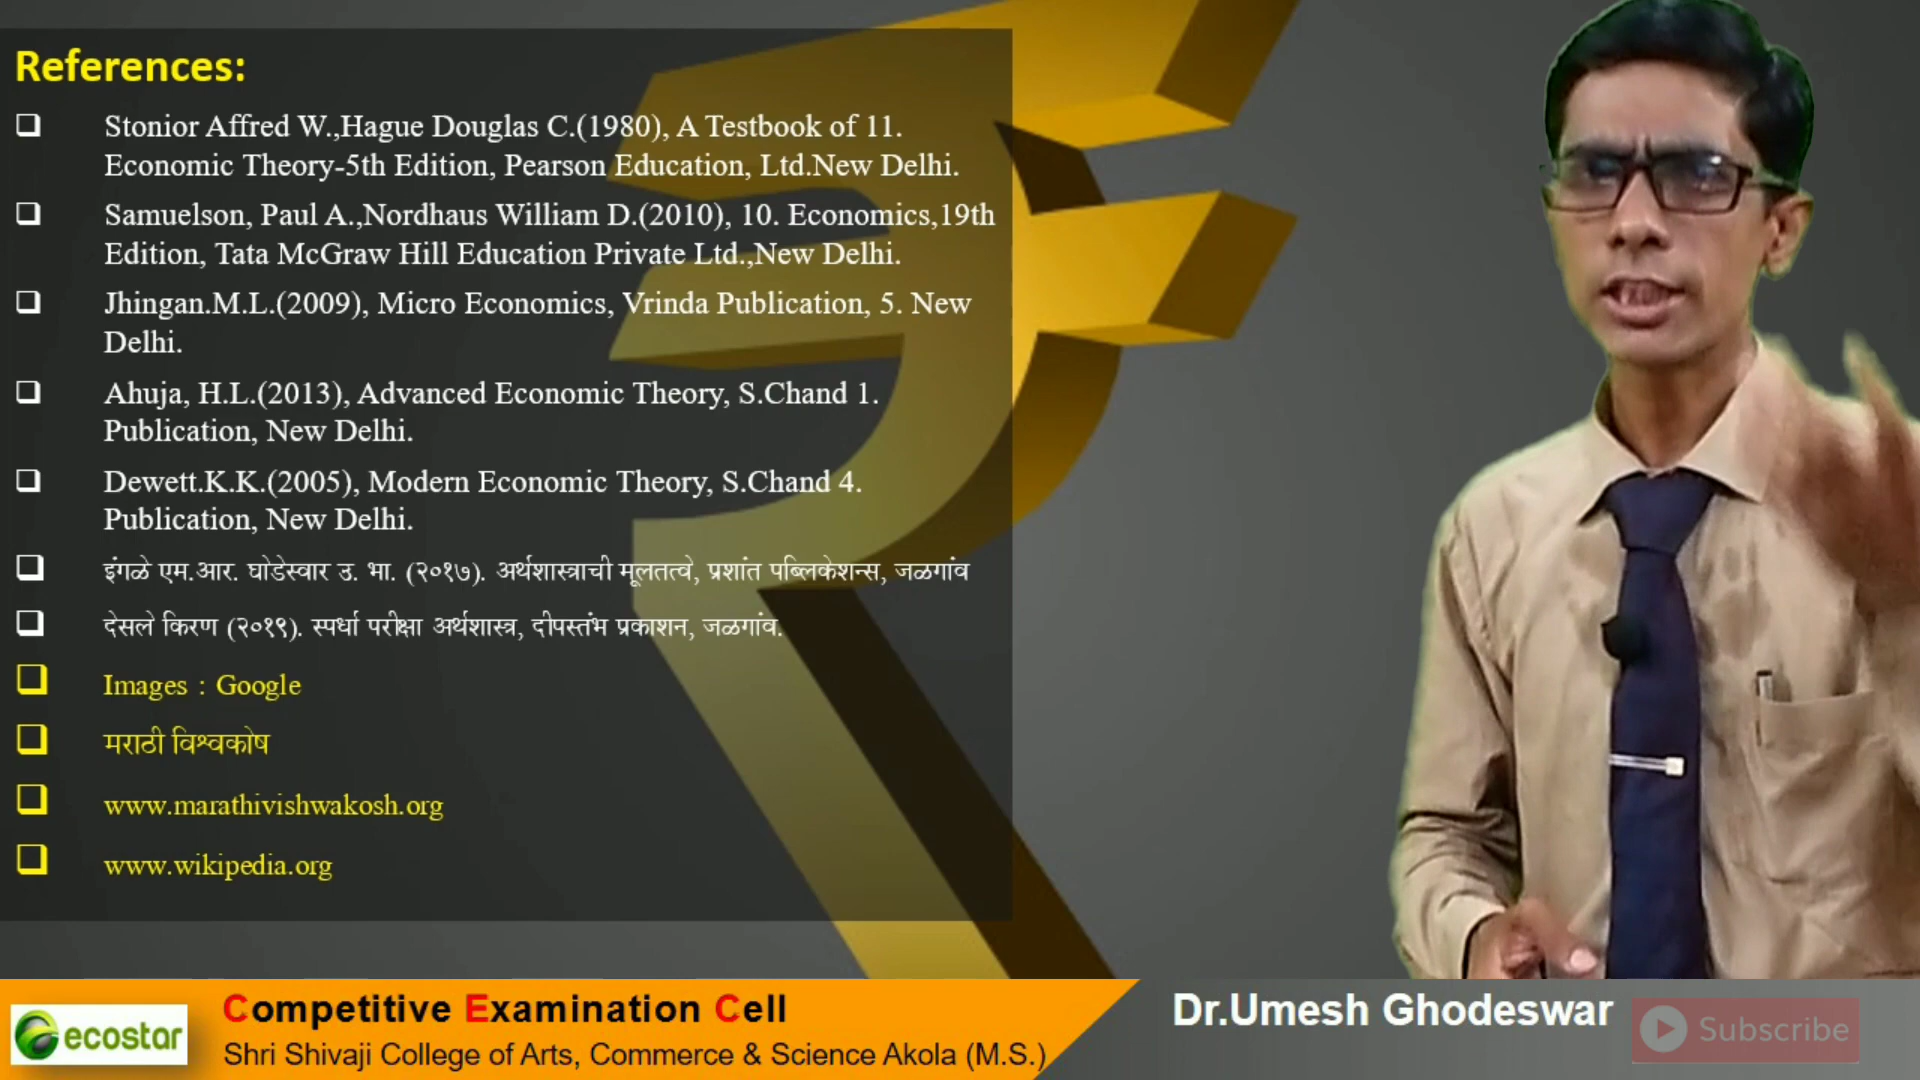 References:
Stonior Affred W.,Hague Douglas C.(1980), A Testbook of 11.
Economic Theory-5th Edition, Pearson Education, Ltd.New Delhi.
Samuelson, Paul A.,Nordhaus William D.(2010), 10. Economics,19th
Edition, Tata McGraw Hill Education Private Ltd.,New Delhi.
Jhingan.M.L.(2009), Micro Economics, Vrinda Publication, 5. New
Delhi.
Ahuja, H.L.(2013), Advanced Economic Theory, S.Chand 1.
Publication, New Delhi.
Dewett.K.K.(2005), Modern Economic Theory, S.Chand 4.
Publication, New Delhi.
इंगळे एम.आर. घोडेस्वार उ. भा. (२०१७). अर्थशास्त्राची मूलतत्वे, प्रशांत पब्लिकेशन्स, जळगांव
देसले किरण (२०१९). स्पर्धा परीक्षा अर्थशास्त्र, दीपस्तंभ प्रकाशन, जळगांव.
Images : Google
मराठी विश्वकोष
www.marathivishwakosh.org
www.wikipedia.org
ecostar
Competitive Examination Cell
Shri Shivaji College of Arts, Commerce & Science Akola (M.S.)
Dr.Umesh Ghodeswar
Subscribe